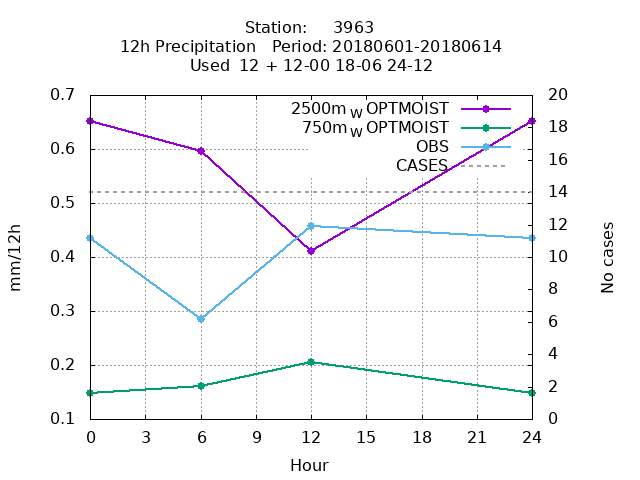 Station: 3963
12h Precipitation Period: 20180601-20180614
Used 12 + 12-00 18-06 24-12
2500m W OPTMOIST
750m W OPTMOIST
OBS
CASES
mm/12h
0.7
0.6
0.5
0.4
0.3
0.2
0.1
20
18
16
14
12
10
8
6
4
2
0
No cases
0 3 6 9 12 15 18 21 24
Hour